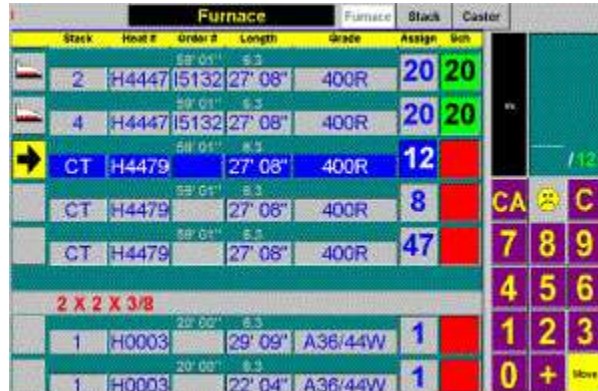 Furnace Furnace Stack Caster
Stack Heat # Order # Length Grade Assign Sch
59' 01" 6.3
2 H4447 I5132 27' 08" 400R 20 20
59' 01" 6.3
4 H4447 I5132 27' 08" 400R 20 20
59' 01" 6.3
CT H4479 27' 08" 400R 12
/12
59' 01" 6.3
CT H4479 27' 08" 400R 8
CA C
59' 01" 6.3
CT H4479 27' 08" 400R 47
7 8 9
2 X 2 X 3/8
4 5 6
20' 00" 6.3
1 H0003 29' 09" A36/44W 1
1 2 3
20' 00" 6.3
1 H0003 22' 04" A36/44W 1
0 + Move